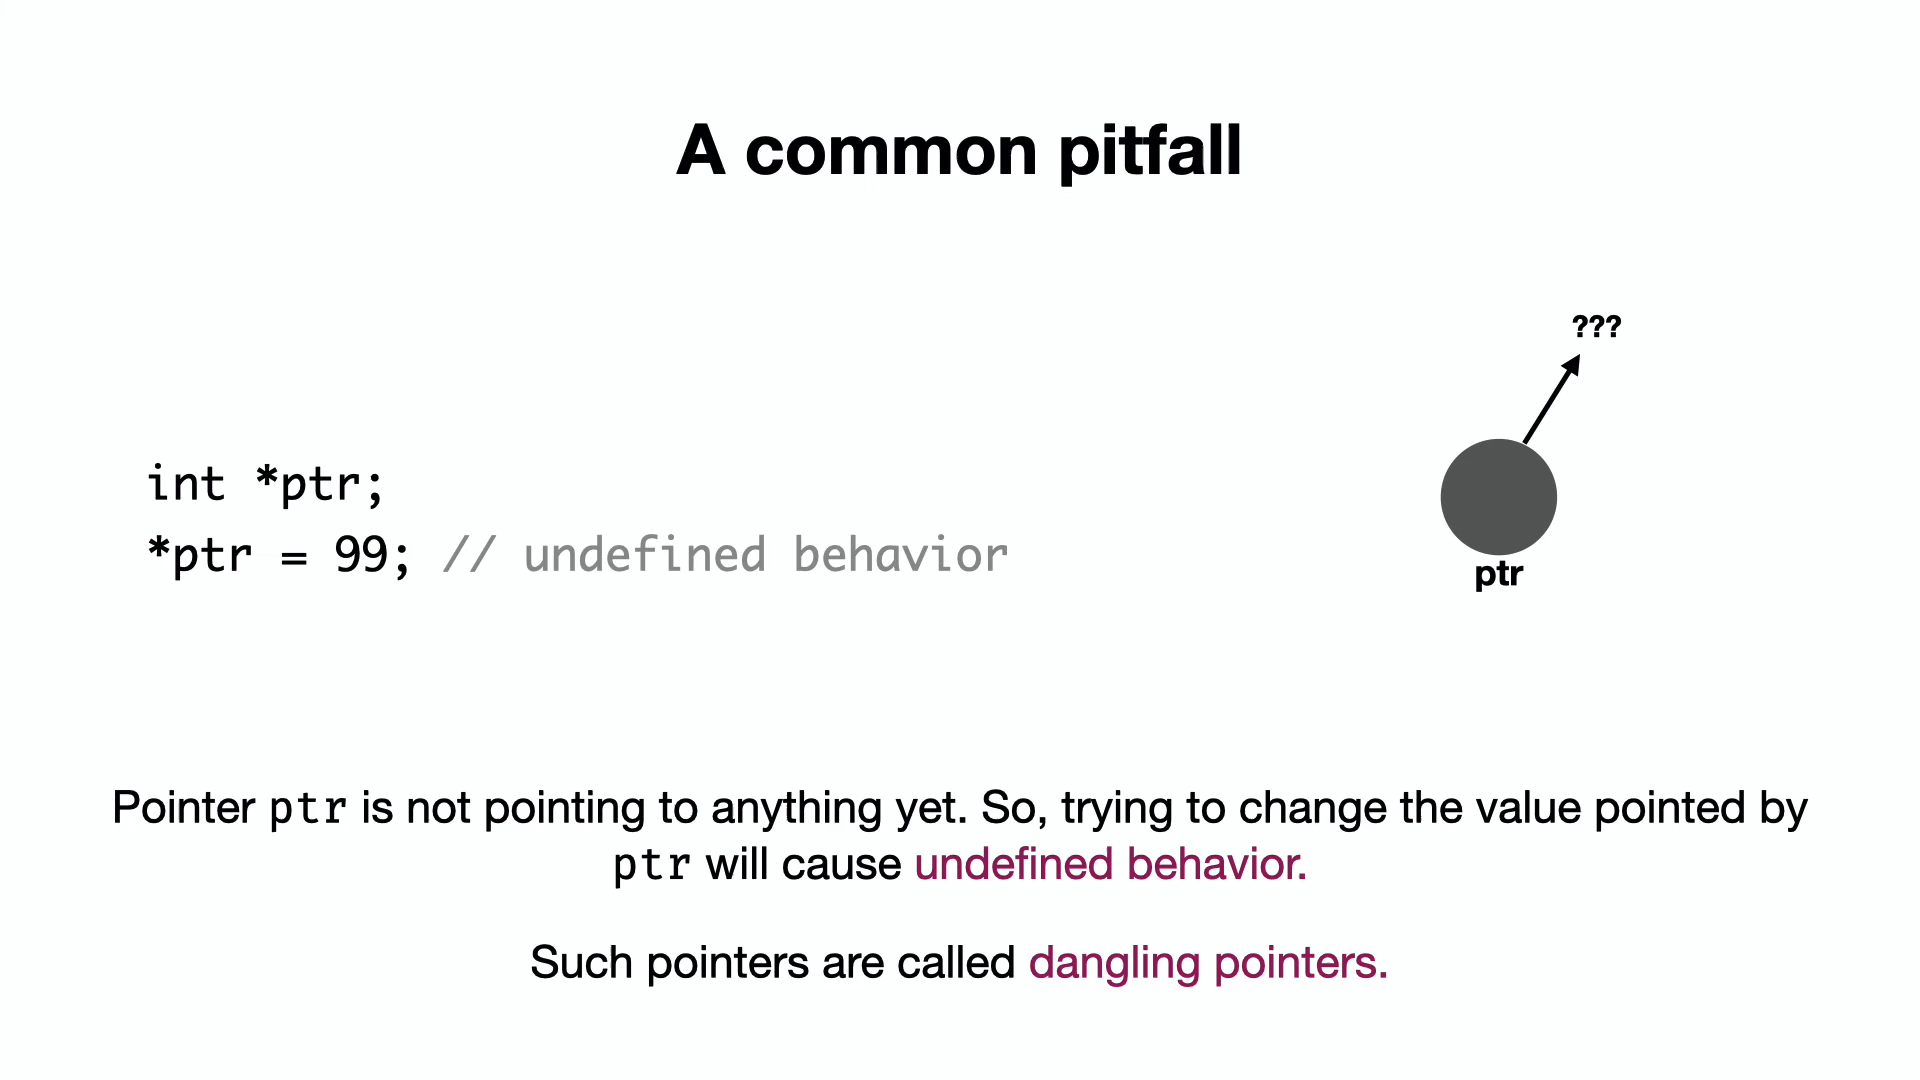 A common pitfall
???
int *ptr;
*ptr = 99; // undefined behavior
ptr
Pointer ptr is not pointing to anything yet. So, trying to change the value pointed by
ptr will cause undefined behavior.
Such pointers are called dangling pointers.